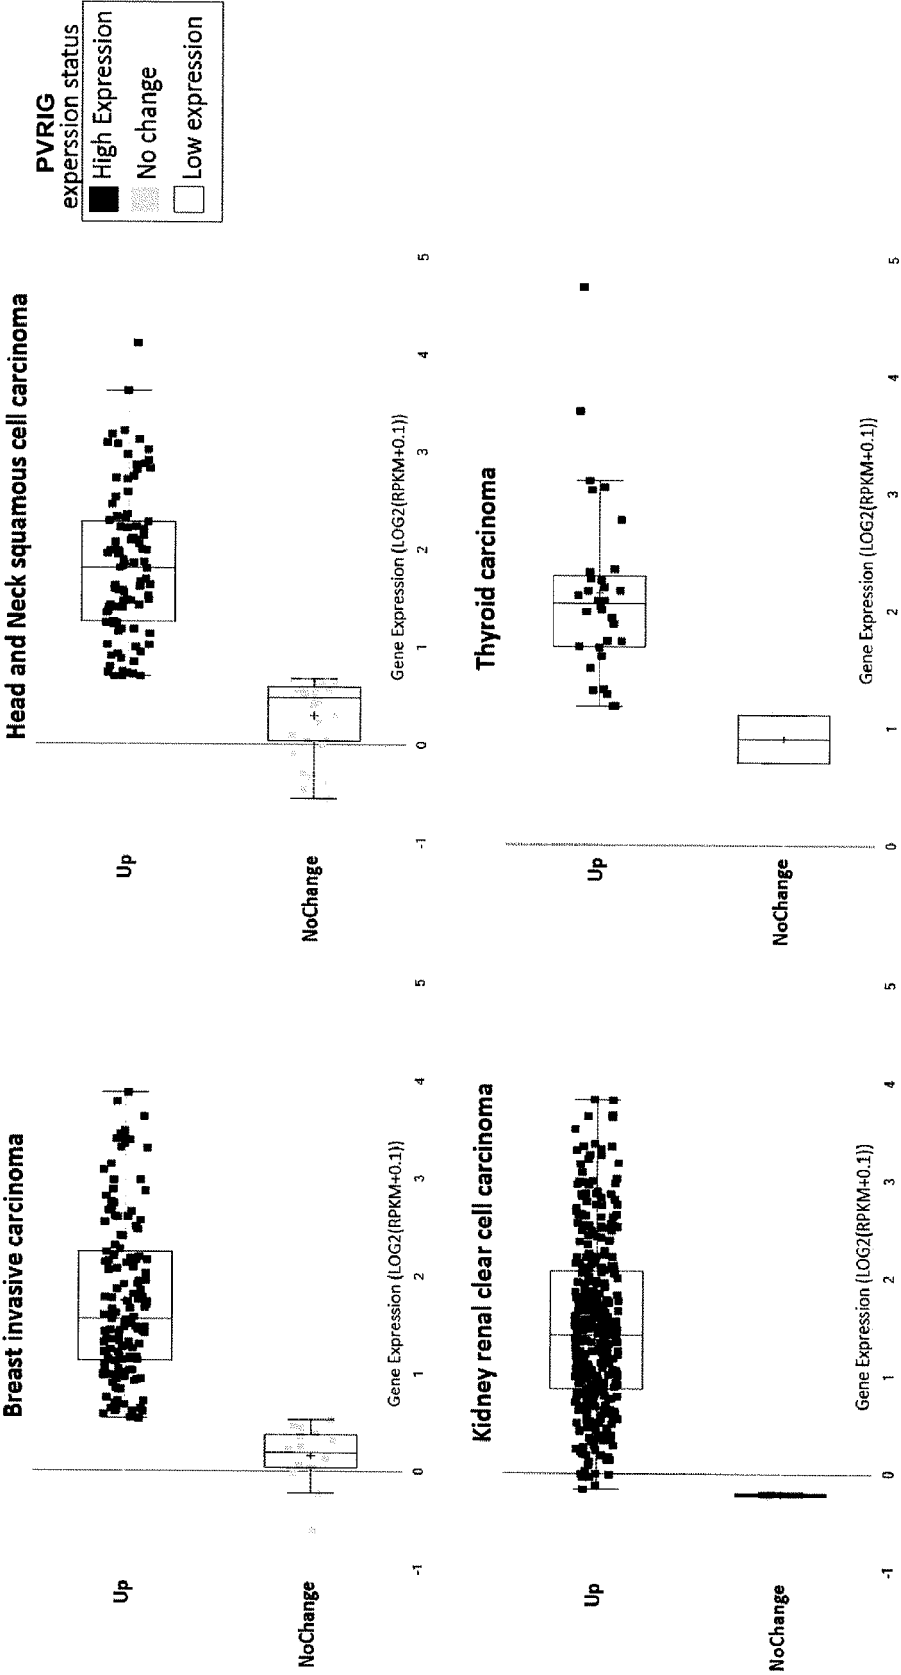 Breast invasive carcinoma
Up
NoChange
-1 0 1 2 3 4 5
Gene Expression (LOG2(RPKM+0.1))
Head and Neck squamous cell carcinoma
Up
NoChange
-1 0 1 2 3 4 5
Gene Expression (LOG2(RPKM+0.1))
PVRIG
experssion status
High Expression
No change
Low expression
Kidney renal clear cell carcinoma
Up
NoChange
-1 0 1 2 3 4 5
Gene Expression (LOG2(RPKM+0.1))
Thyroid carcinoma
Up
NoChange
0 1 2 3 4 5
Gene Expression (LOG2(RPKM+0.1))